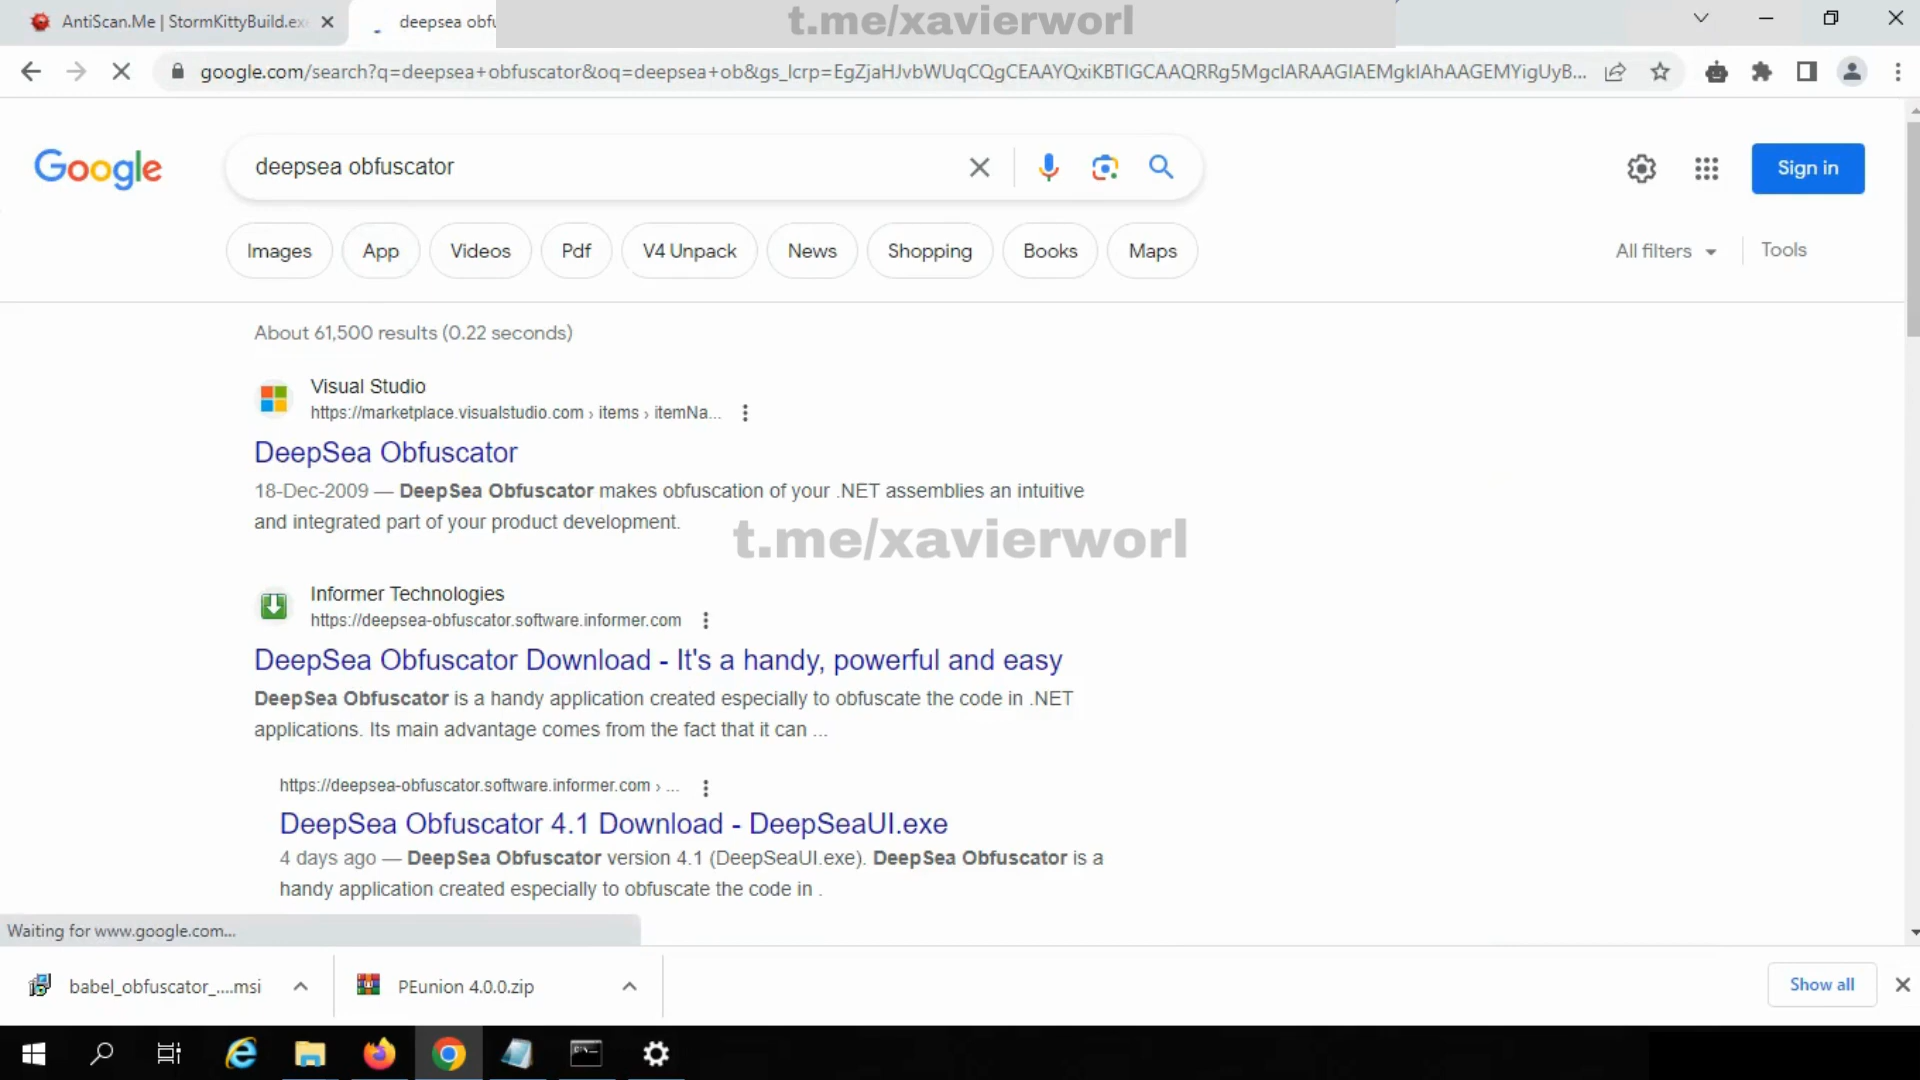 AntiScan.Me | StormKittyBuild.exe
deepsea obfu
t.me/xavierworl
google.com/search?q=deepsea+obfuscator&oq=deepsea+ob&gs_lcrp=EgZjaHJvbWUqCQgCEAAYQxiKBTIGCAAQRRg5MgcIARAAGIAEMgkIAhAAGEMYigUyB...
Google
deepsea obfuscator
Sign in
Images
App
Videos
Pdf
V4 Unpack
News
Shopping
Books
Maps
All filters
Tools
About 61,500 results (0.22 seconds)
Visual Studio
https://marketplace.visualstudio.com › items › itemNa...
DeepSea Obfuscator
18-Dec-2009 — DeepSea Obfuscator makes obfuscation of your .NET assemblies an intuitive
and integrated part of your product development.
t.me/xavierworl
Informer Technologies
https://deepsea-obfuscator.software.informer.com
DeepSea Obfuscator Download - It's a handy, powerful and easy
DeepSea Obfuscator is a handy application created especially to obfuscate the code in .NET
applications. Its main advantage comes from the fact that it can ...
https://deepsea-obfuscator.software.informer.com › ...
DeepSea Obfuscator 4.1 Download - DeepSeaUI.exe
4 days ago — DeepSea Obfuscator version 4.1 (DeepSeaUI.exe). DeepSea Obfuscator is a
handy application created especially to obfuscate the code in .
Waiting for www.google.com...
babel_obfuscator_....msi
PEunion 4.0.0.zip
Show all